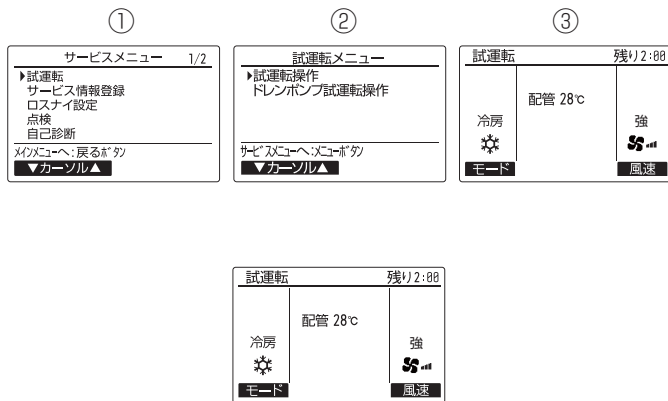 ① ② ③
サービスメニュー 1/2
▶試運転
サービス情報登録
ロスナイ設定
点検
自己診断
メインメニューへ:戻るボタン
▼カーソル▲
試運転メニュー
▶試運転操作
ドレンポンプ試運転操作
サービスメニューへ:メニューボタン
▼カーソル▲
試運転 残り2:00
配管 28℃
冷房 強
モード 風速
試運転 残り2:00
配管 28℃
冷房 強
モード 風速